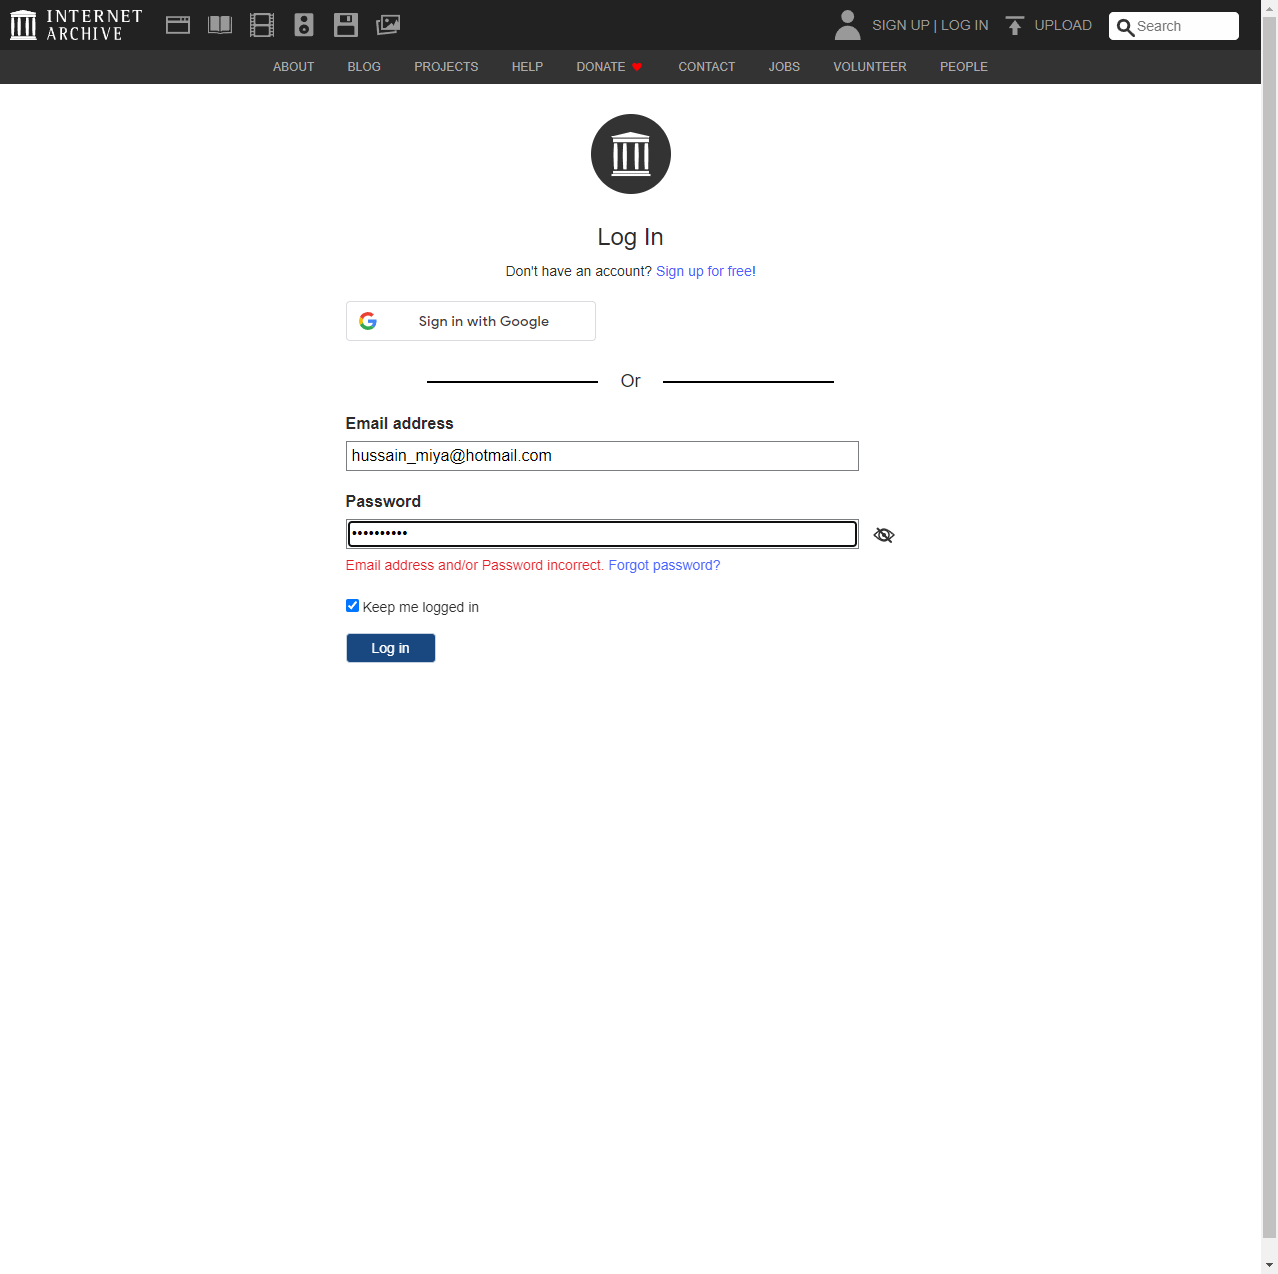 INTERNET
ARCHIVE
SIGN UP | LOG IN
UPLOAD
Search
ABOUT
BLOG
PROJECTS
HELP
DONATE
CONTACT
JOBS
VOLUNTEER
PEOPLE
Log In
Don't have an account? Sign up for free!
Sign in with Google
Or
Email address
hussain_miya@hotmail.com
Password
••••••••••
Email address and/or Password incorrect. Forgot password?
Keep me logged in
Log in